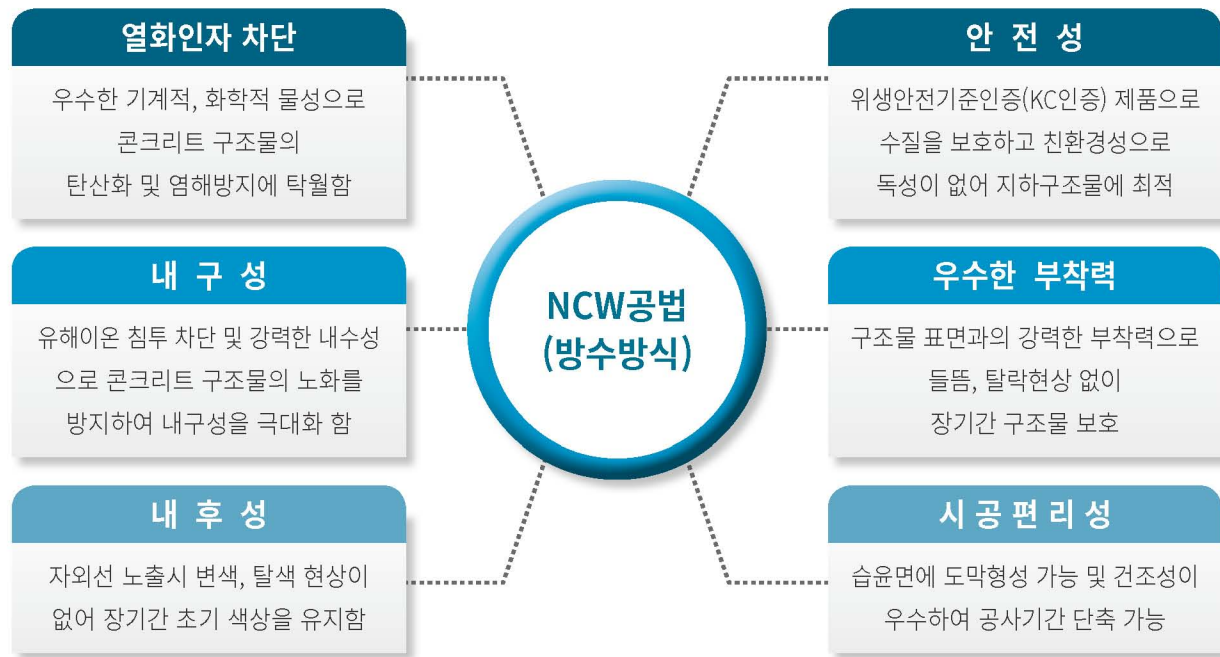 열화인자 차단
우수한 기계적, 화학적 물성으로
콘크리트 구조물의
탄산화 및 염해방지에 탁월함
내 구 성
유해이온 침투 차단 및 강력한 내수성
으로 콘크리트 구조물의 노화를
방지하여 내구성을 극대화 함
내 후 성
자외선 노출시 변색, 탈색 현상이
없어 장기간 초기 색상을 유지함
NCW공법
(방수방식)
안 전 성
위생안전기준인증(KC인증) 제품으로
수질을 보호하고 친환경성으로
독성이 없어 지하구조물에 최적
우수한 부착력
구조물 표면과의 강력한 부착력으로
들뜸, 탈락현상 없이
장기간 구조물 보호
시 공 편 리 성
습윤면에 도막형성 가능 및 건조성이
우수하여 공사기간 단축 가능